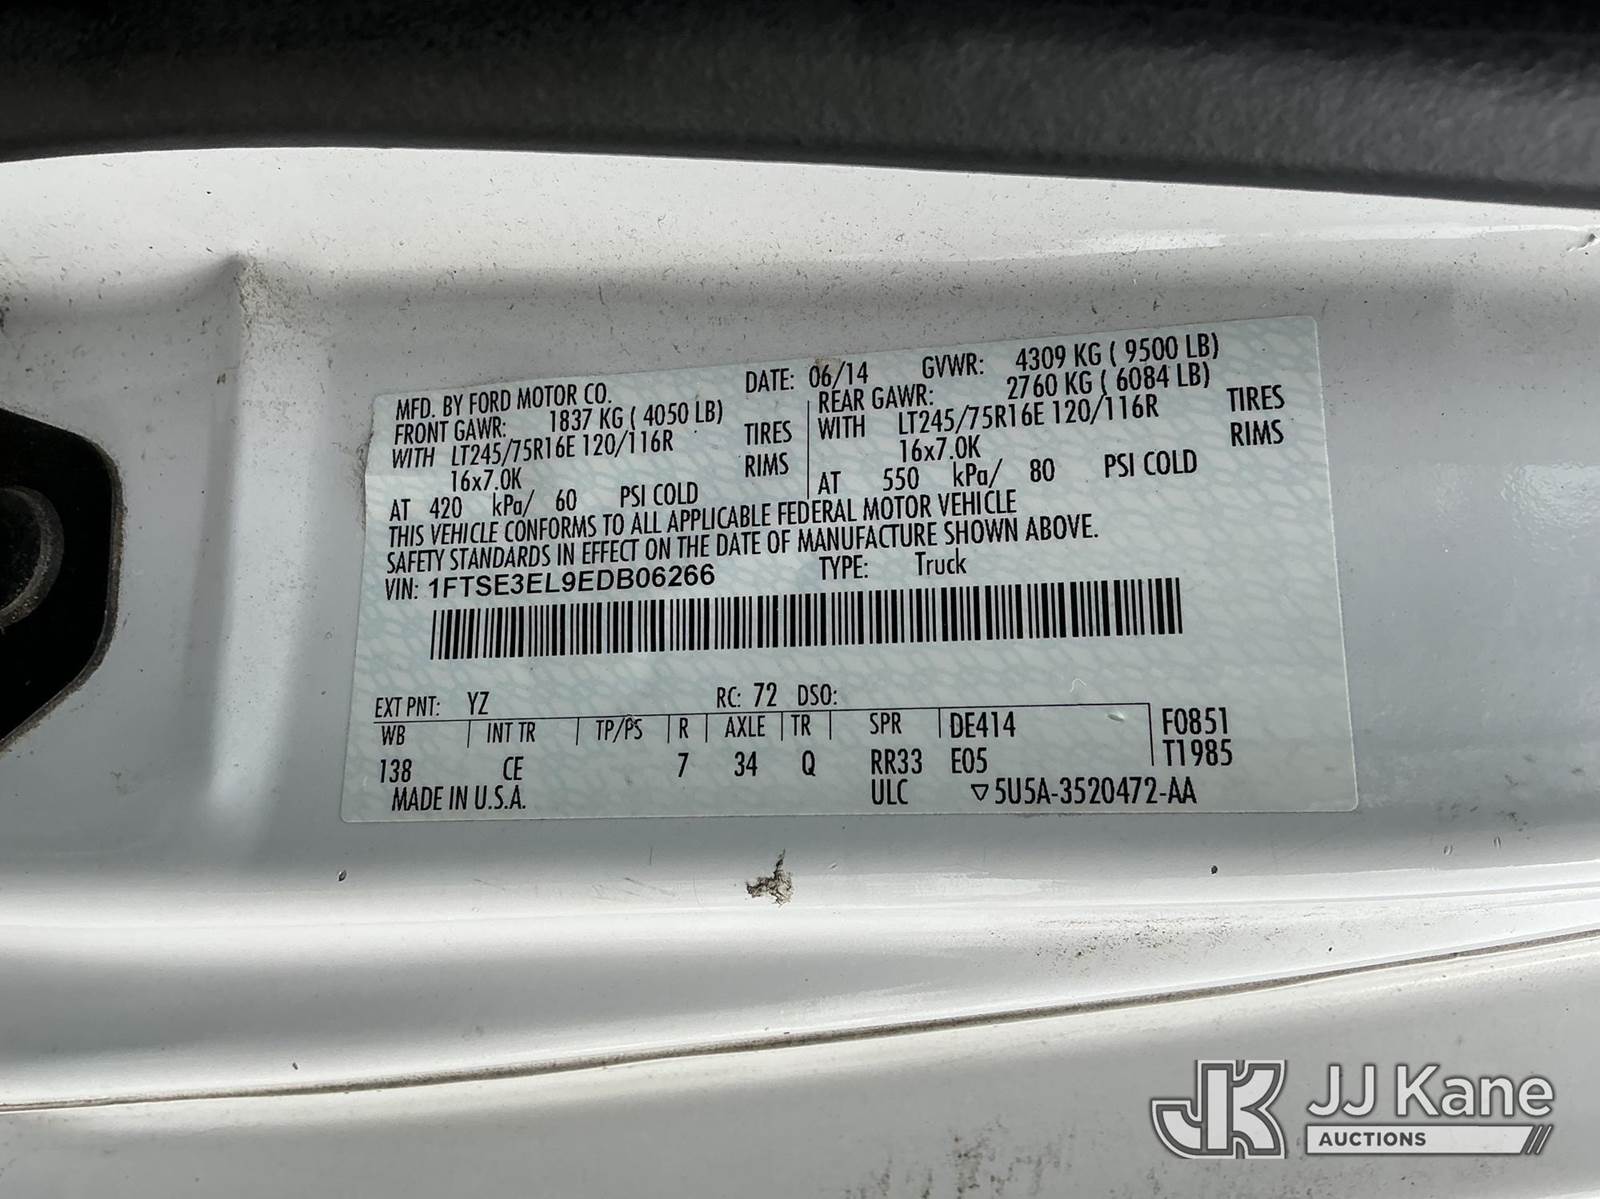 MFD. BY FORD MOTOR CO. DATE: 06/14 GVWR: 4309 KG ( 9500 LB)
FRONT GAWR: 1837 KG ( 4050 LB) REAR GAWR: 2760 KG ( 6084 LB)
WITH LT245/75R16E 120/116R TIRES WITH LT245/75R16E 120/116R TIRES
16x7.0K RIMS 16x7.0K RIMS
AT 420 kPa/ 60 PSI COLD AT 550 kPa/ 80 PSI COLD
THIS VEHICLE CONFORMS TO ALL APPLICABLE FEDERAL MOTOR VEHICLE
SAFETY STANDARDS IN EFFECT ON THE DATE OF MANUFACTURE SHOWN ABOVE.
VIN: 1FTSE3EL9EDB06266 TYPE: Truck
EXT PNT: YZ RC: 72 DSO:
WB INT TR TP/PS R AXLE TR SPR DE414 F0851
138 CE 7 34 Q RR33 E05 T1985
MADE IN U.S.A. ULC ▽5U5A-3520472-AA
JK JJ Kane
AUCTIONS